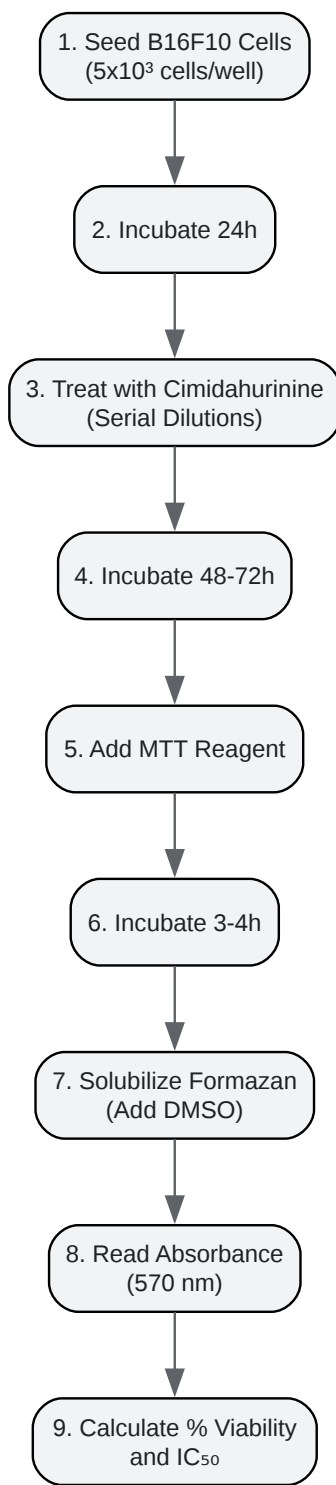 1. Seed B16F10 Cells
(5x10³ cells/well)
2. Incubate 24h
3. Treat with Cimidahurinine
(Serial Dilutions)
4. Incubate 48-72h
5. Add MTT Reagent
6. Incubate 3-4h
7. Solubilize Formazan
(Add DMSO)
8. Read Absorbance
(570 nm)
9. Calculate % Viability
and IC₅₀